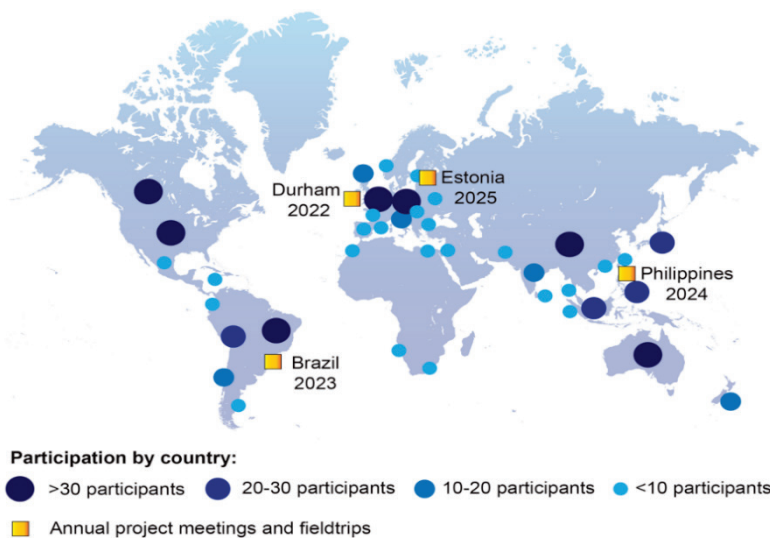 Durham
2022
Estonia
2025
Philippines
2024
Brazil
2023
Participation by country:
>30 participants
20-30 participants
10-20 participants
<10 participants
Annual project meetings and fieldtrips